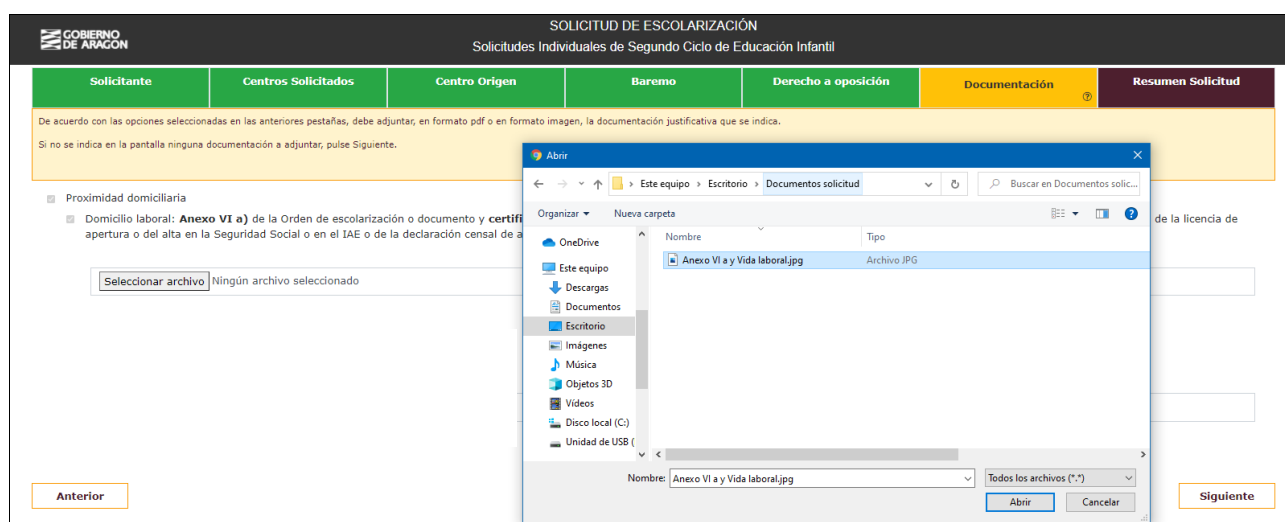 GOBIERNO
DE ARAGON
SOLICITUD DE ESCOLARIZACIÓN
Solicitudes Individuales de Segundo Ciclo de Educación Infantil
Solicitante
Centros Solicitados
Centro Origen
Baremo
Derecho a oposición
Documentación
Resumen Solicitud
De acuerdo con las opciones seleccionadas en las anteriores pestañas, debe adjuntar, en formato pdf o en formato imagen, la documentación justificativa que se indica.
Si no se indica en la pantalla ninguna documentación a adjuntar, pulse Siguiente.
Proximidad domiciliaria
Domicilio laboral: Anexo VI a) de la Orden de escolarización o documento y certifi
de la licencia de
apertura o del alta en la Seguridad Social o en el IAE o de la declaración censal de a
Seleccionar archivo Ningún archivo seleccionado
Anterior
Siguiente
Abrir
Este equipo > Escritorio > Documentos solicitud
Buscar en Documentos solic...
Organizar
Nueva carpeta
Nombre
Tipo
OneDrive
Este equipo
Descargas
Documentos
Escritorio
Imágenes
Música
Objetos 3D
Vídeos
Disco local (C:)
Unidad de USB (
Anexo VI a y Vida laboral.jpg
Archivo JPG
Nombre: Anexo VI a y Vida laboral.jpg
Todos los archivos (*.*)
Abrir
Cancelar